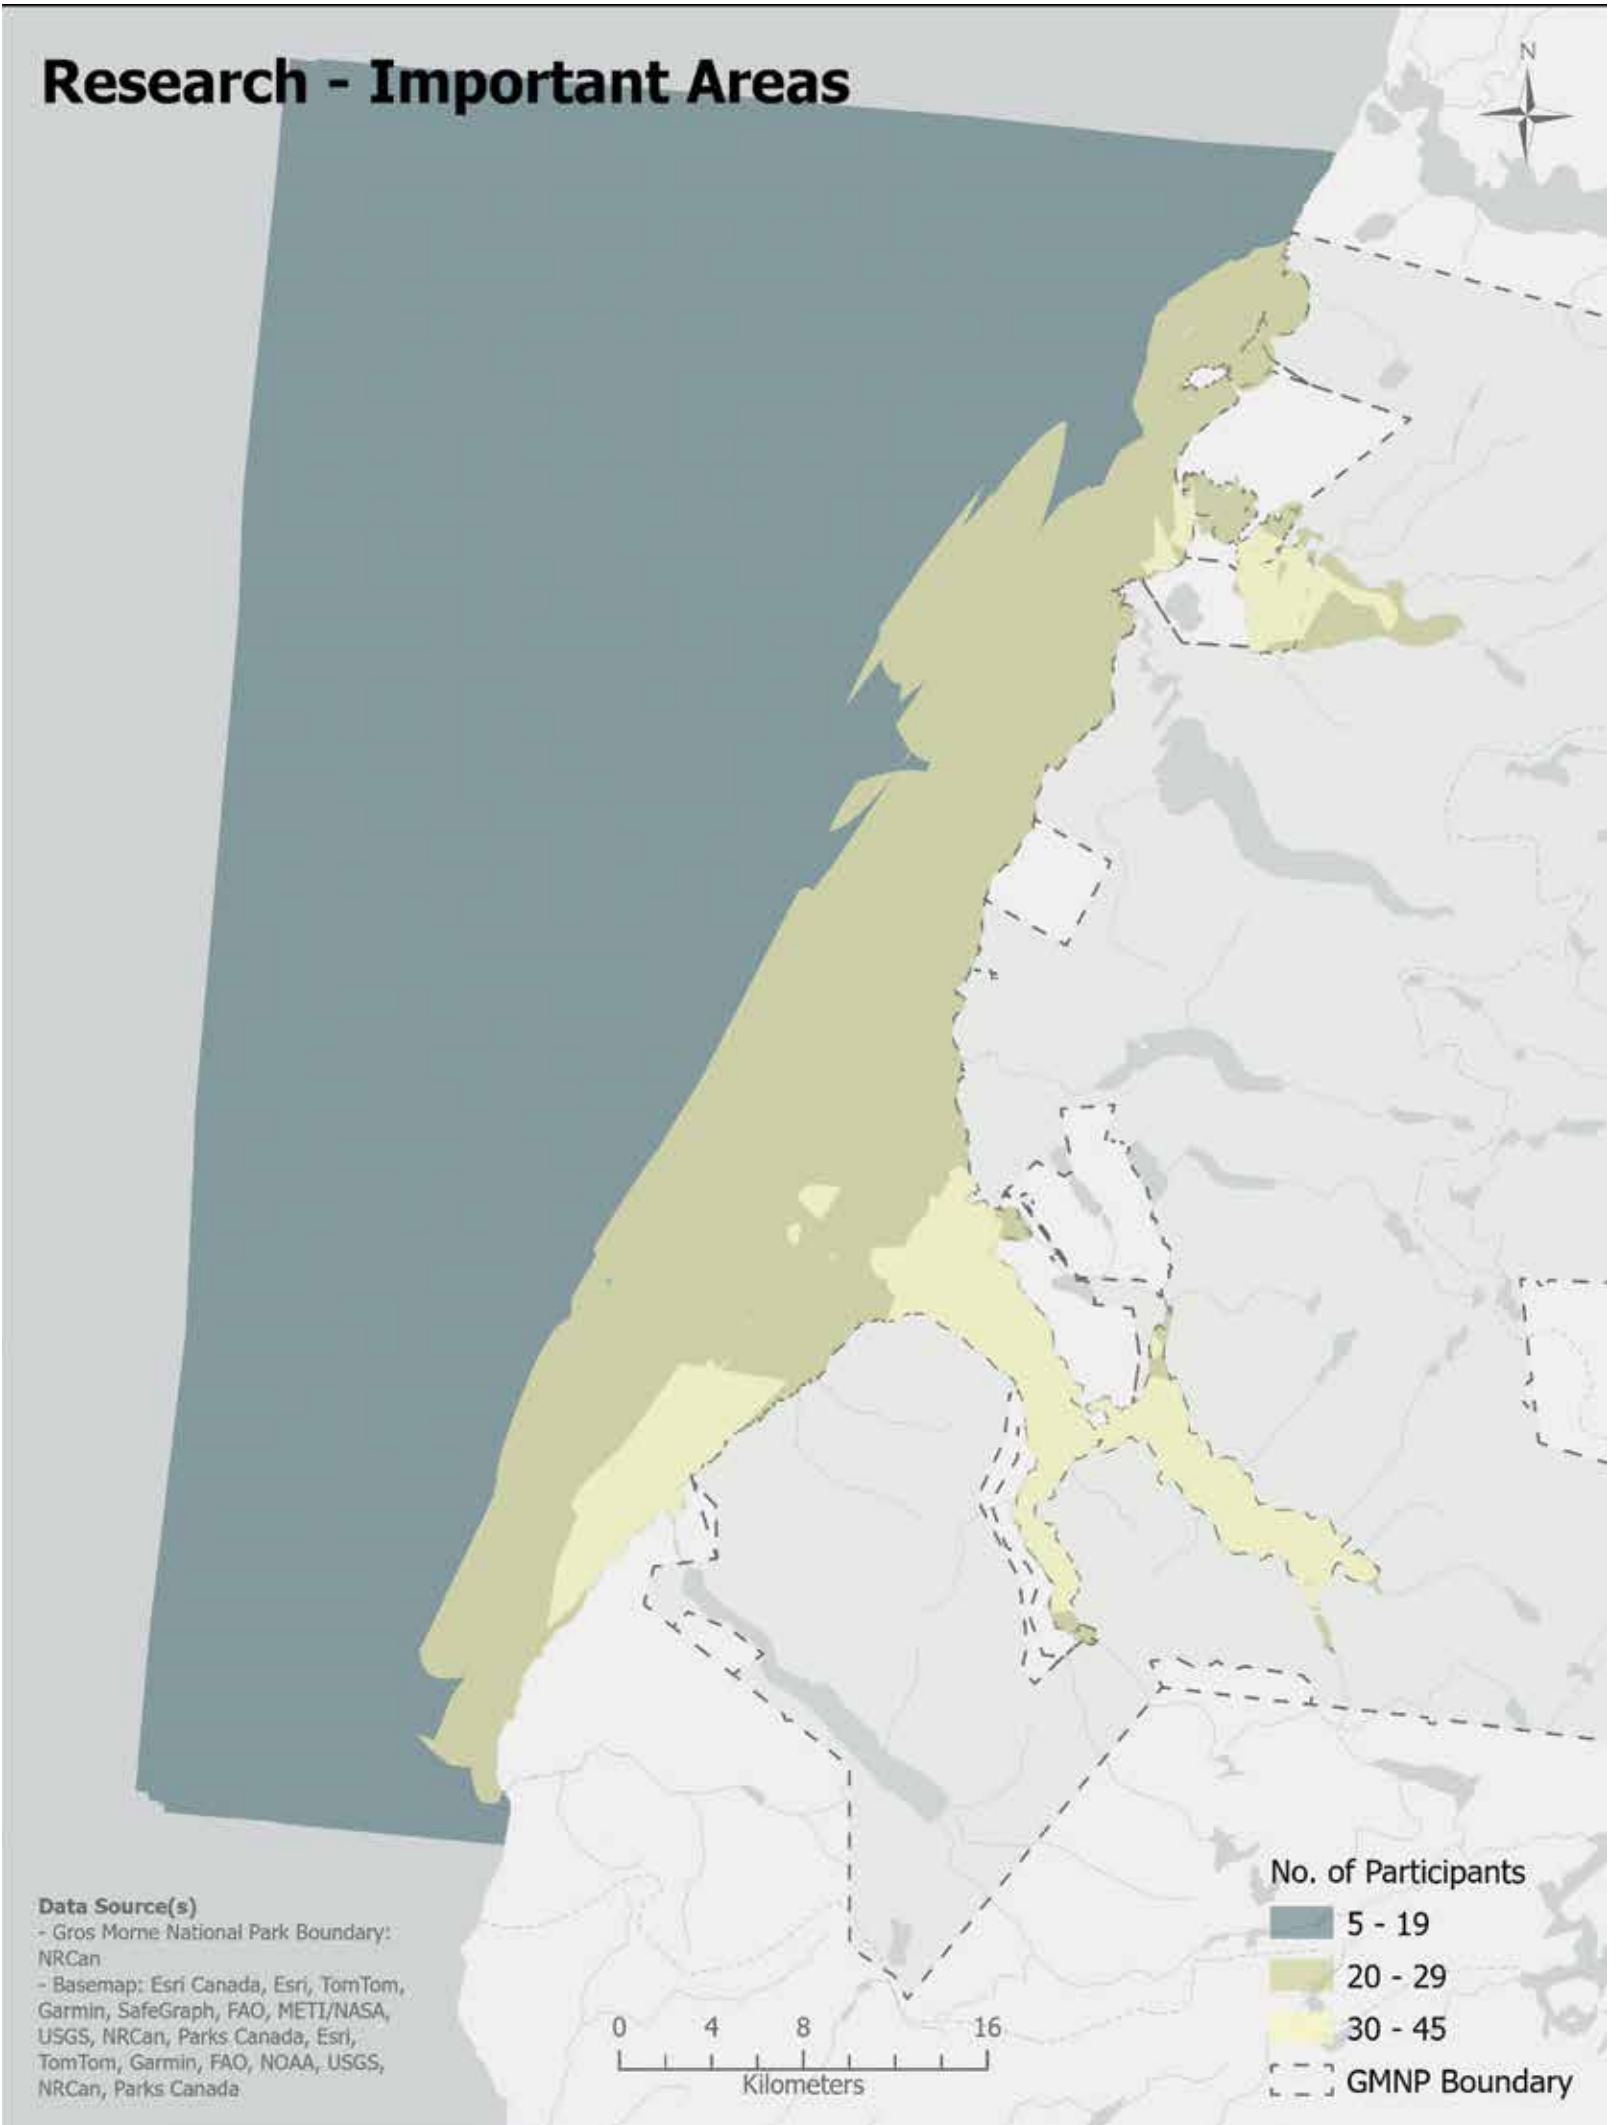 Research - Important Areas
N
Data Source(s)
- Gros Morne National Park Boundary:
NRCan
- Basemap: Esri Canada, Esri, TomTom,
Garmin, SafeGraph, FAO, METI/NASA,
USGS, NRCan, Parks Canada, Esri,
TomTom, Garmin, FAO, NOAA, USGS,
NRCan, Parks Canada
0 4 8 16
Kilometers
No. of Participants
5 - 19
20 - 29
30 - 45
GMNP Boundary